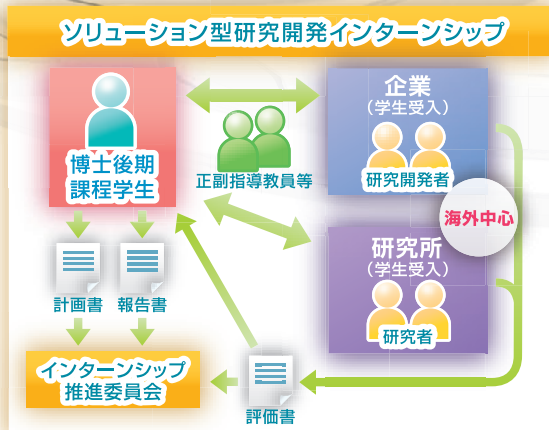 ソリューション型研究開発インターンシップ
博士後期
課程学生
正副指導教員等
企業
（学生受入）
研究開発者
海外中心
研究所
（学生受入）
研究者
計画書
報告書
インターンシップ
推進委員会
評価書